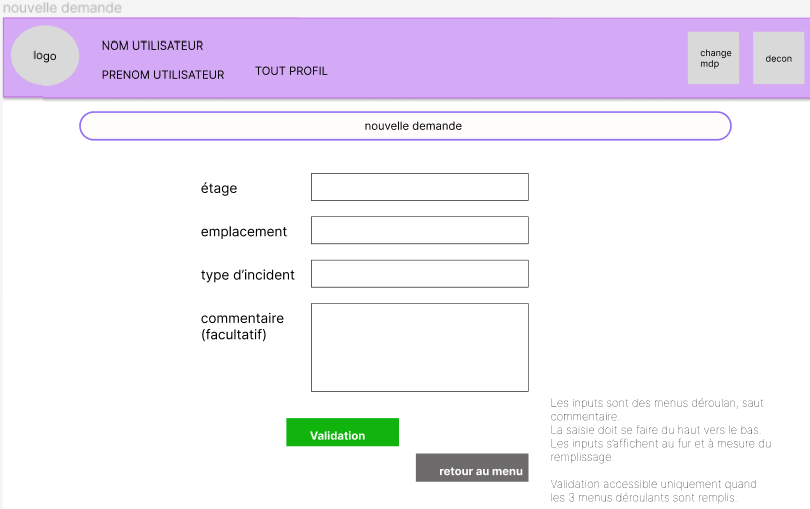 nouvelle demande
logo
NOM UTILISATEUR
PRENOM UTILISATEUR
TOUT PROFIL
change
mdp
decon
nouvelle demande
étage
emplacement
type d’incident
commentaire
(facultatif)
Validation
retour au menu
Les inputs sont des menus déroulan, saut
commentaire.
La saisie doit se faire du haut vers le bas.
Les inputs s’affichent au fur et à mesure du
remplissage.
Validation accessible uniquement quand
les 3 menus déroulants sont remplis.